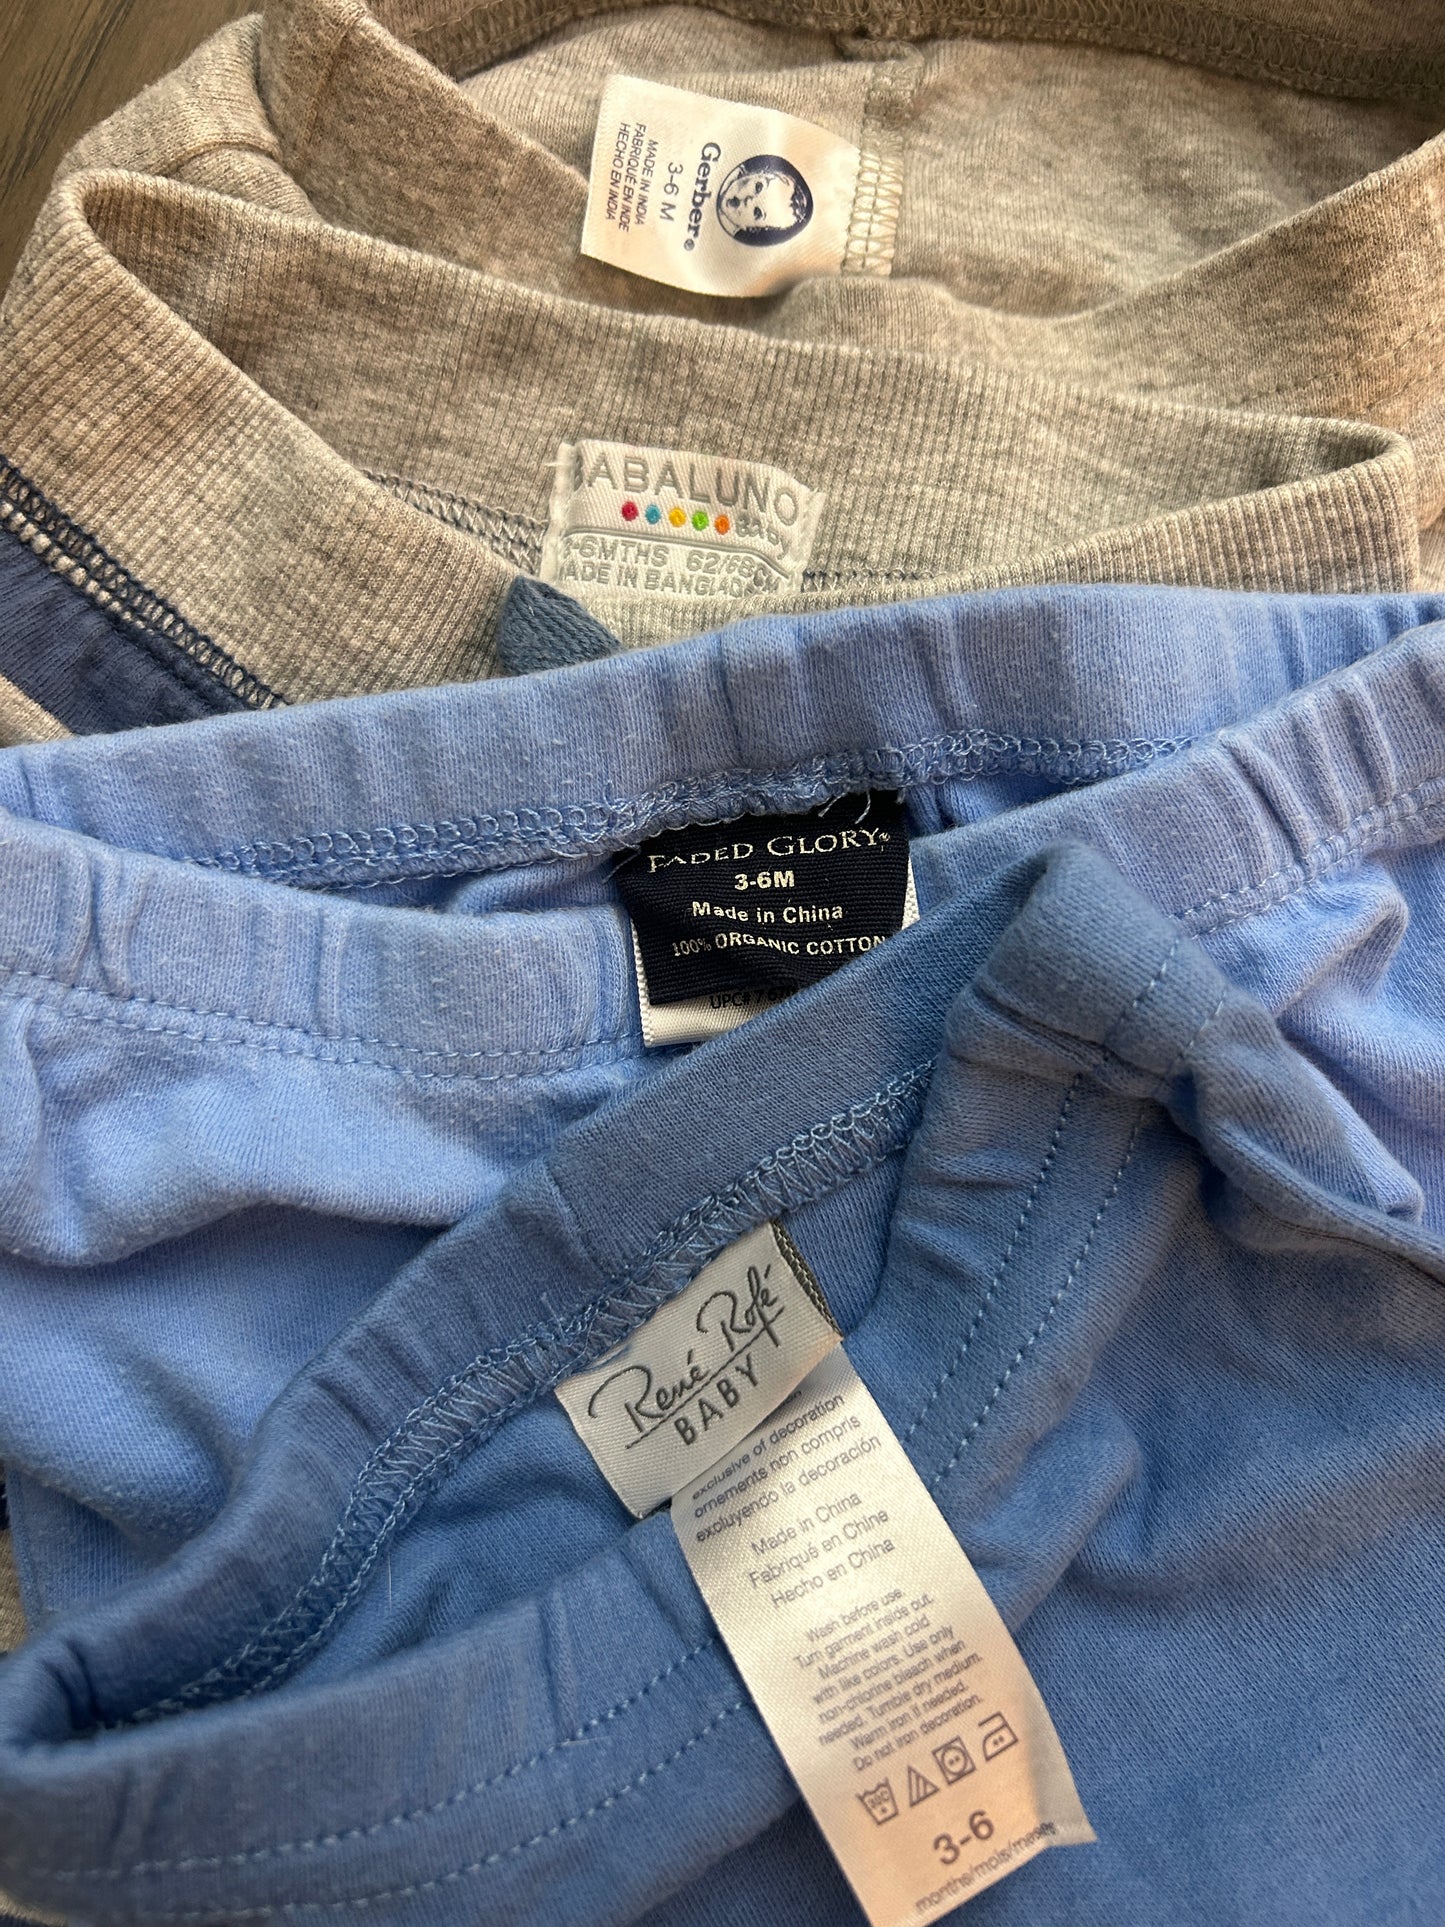 Gerber®
3-6 M
MADE IN INDIA
FABRIQUÉ EN INDE
HECHO EN INDIA
BABALUNO
BABY
3-6MTHS 62/68CM
MADE IN
FADED GLORY®
3-6M
Made in China
100% ORGANIC COTTON
UPC#
René Rofé
BABY
exclusive of decoration
ornements non compris
excluyendo la decoración
Made in China
Fabriqué en Chine
Hecho en China
Wash before use.
Turn garment inside out.
Machine wash cold
with like colors. Use only
non-chlorine bleach when
needed. Tumble dry medium.
Warm iron if needed.
Do not iron decoration.
3-6
months/mois/meses